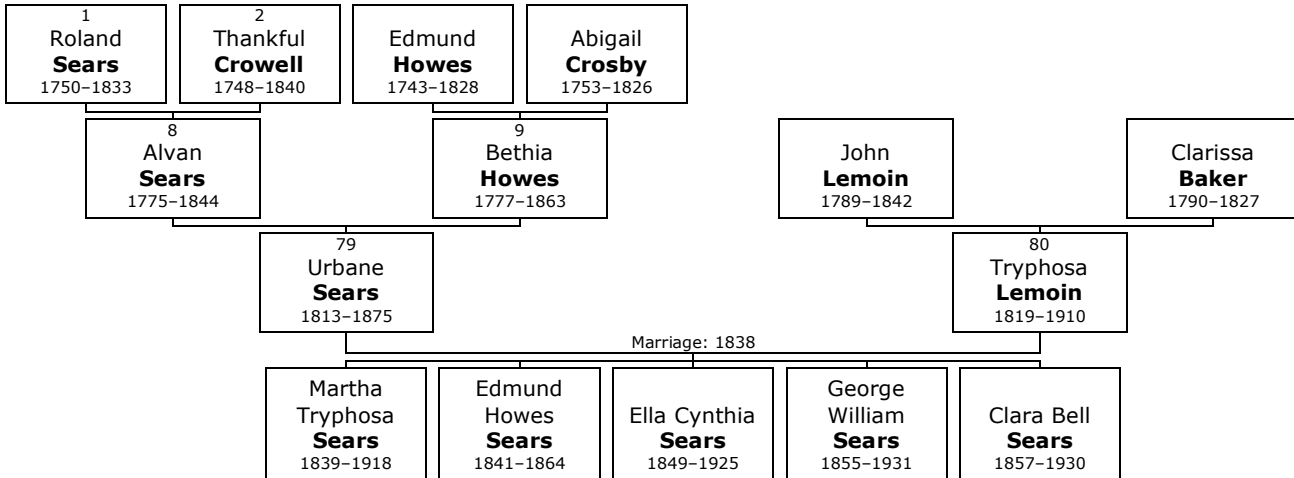 1
Roland
Sears
1750–1833
2
Thankful
Crowell
1748–1840
Edmund
Howes
1743–1828
Abigail
Crosby
1753–1826
8
Alvan
Sears
1775–1844
9
Bethia
Howes
1777–1863
John
Lemoin
1789–1842
Clarissa
Baker
1790–1827
79
Urbane
Sears
1813–1875
80
Tryphosa
Lemoin
1819–1910
Marriage: 1838
Martha
Tryphosa
Sears
1839–1918
Edmund
Howes
Sears
1841–1864
Ella Cynthia
Sears
1849–1925
George
William
Sears
1855–1931
Clara Bell
Sears
1857–1930